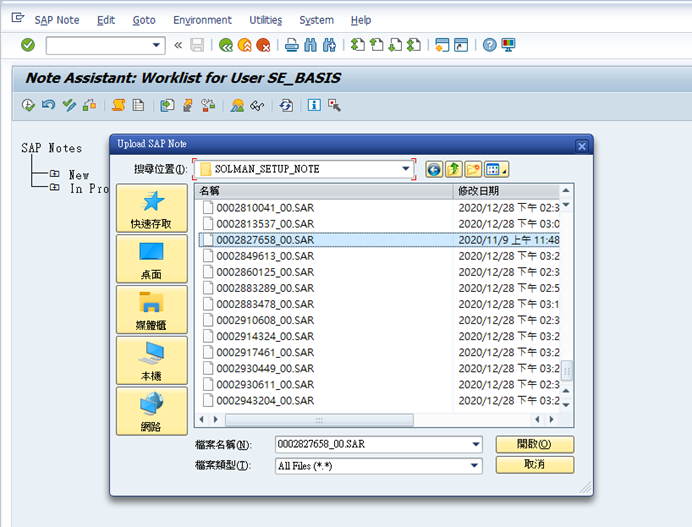 SAP Note Edit Goto Environment Utilities System Help
Note Assistant: Worklist for User SE_BASIS
SAP Notes
New
In Pro
Upload SAP Note
搜尋位置(I): SOLMAN_SETUP_NOTE
名稱 修改日期
0002810041_00.SAR 2020/12/28 下午 02:3
0002813537_00.SAR 2020/12/28 下午 03:0
0002827658_00.SAR 2020/11/9 上午 11:48
0002849613_00.SAR 2020/12/28 下午 03:2
0002860125_00.SAR 2020/12/28 下午 02:3
0002883289_00.SAR 2020/12/28 下午 02:5
0002883478_00.SAR 2020/12/28 下午 03:1
0002910608_00.SAR 2020/12/28 下午 02:3
0002914324_00.SAR 2020/12/28 下午 03:2
0002917461_00.SAR 2020/12/28 下午 03:2
0002930449_00.SAR 2020/12/28 下午 03:2
0002930611_00.SAR 2020/12/28 下午 02:3
0002943204_00.SAR 2020/12/28 下午 03:2
快速存取
桌面
媒體櫃
本機
網路
檔案名稱(N): 0002827658_00.SAR 開啟(O)
檔案類型(T): All Files (*.*) 取消